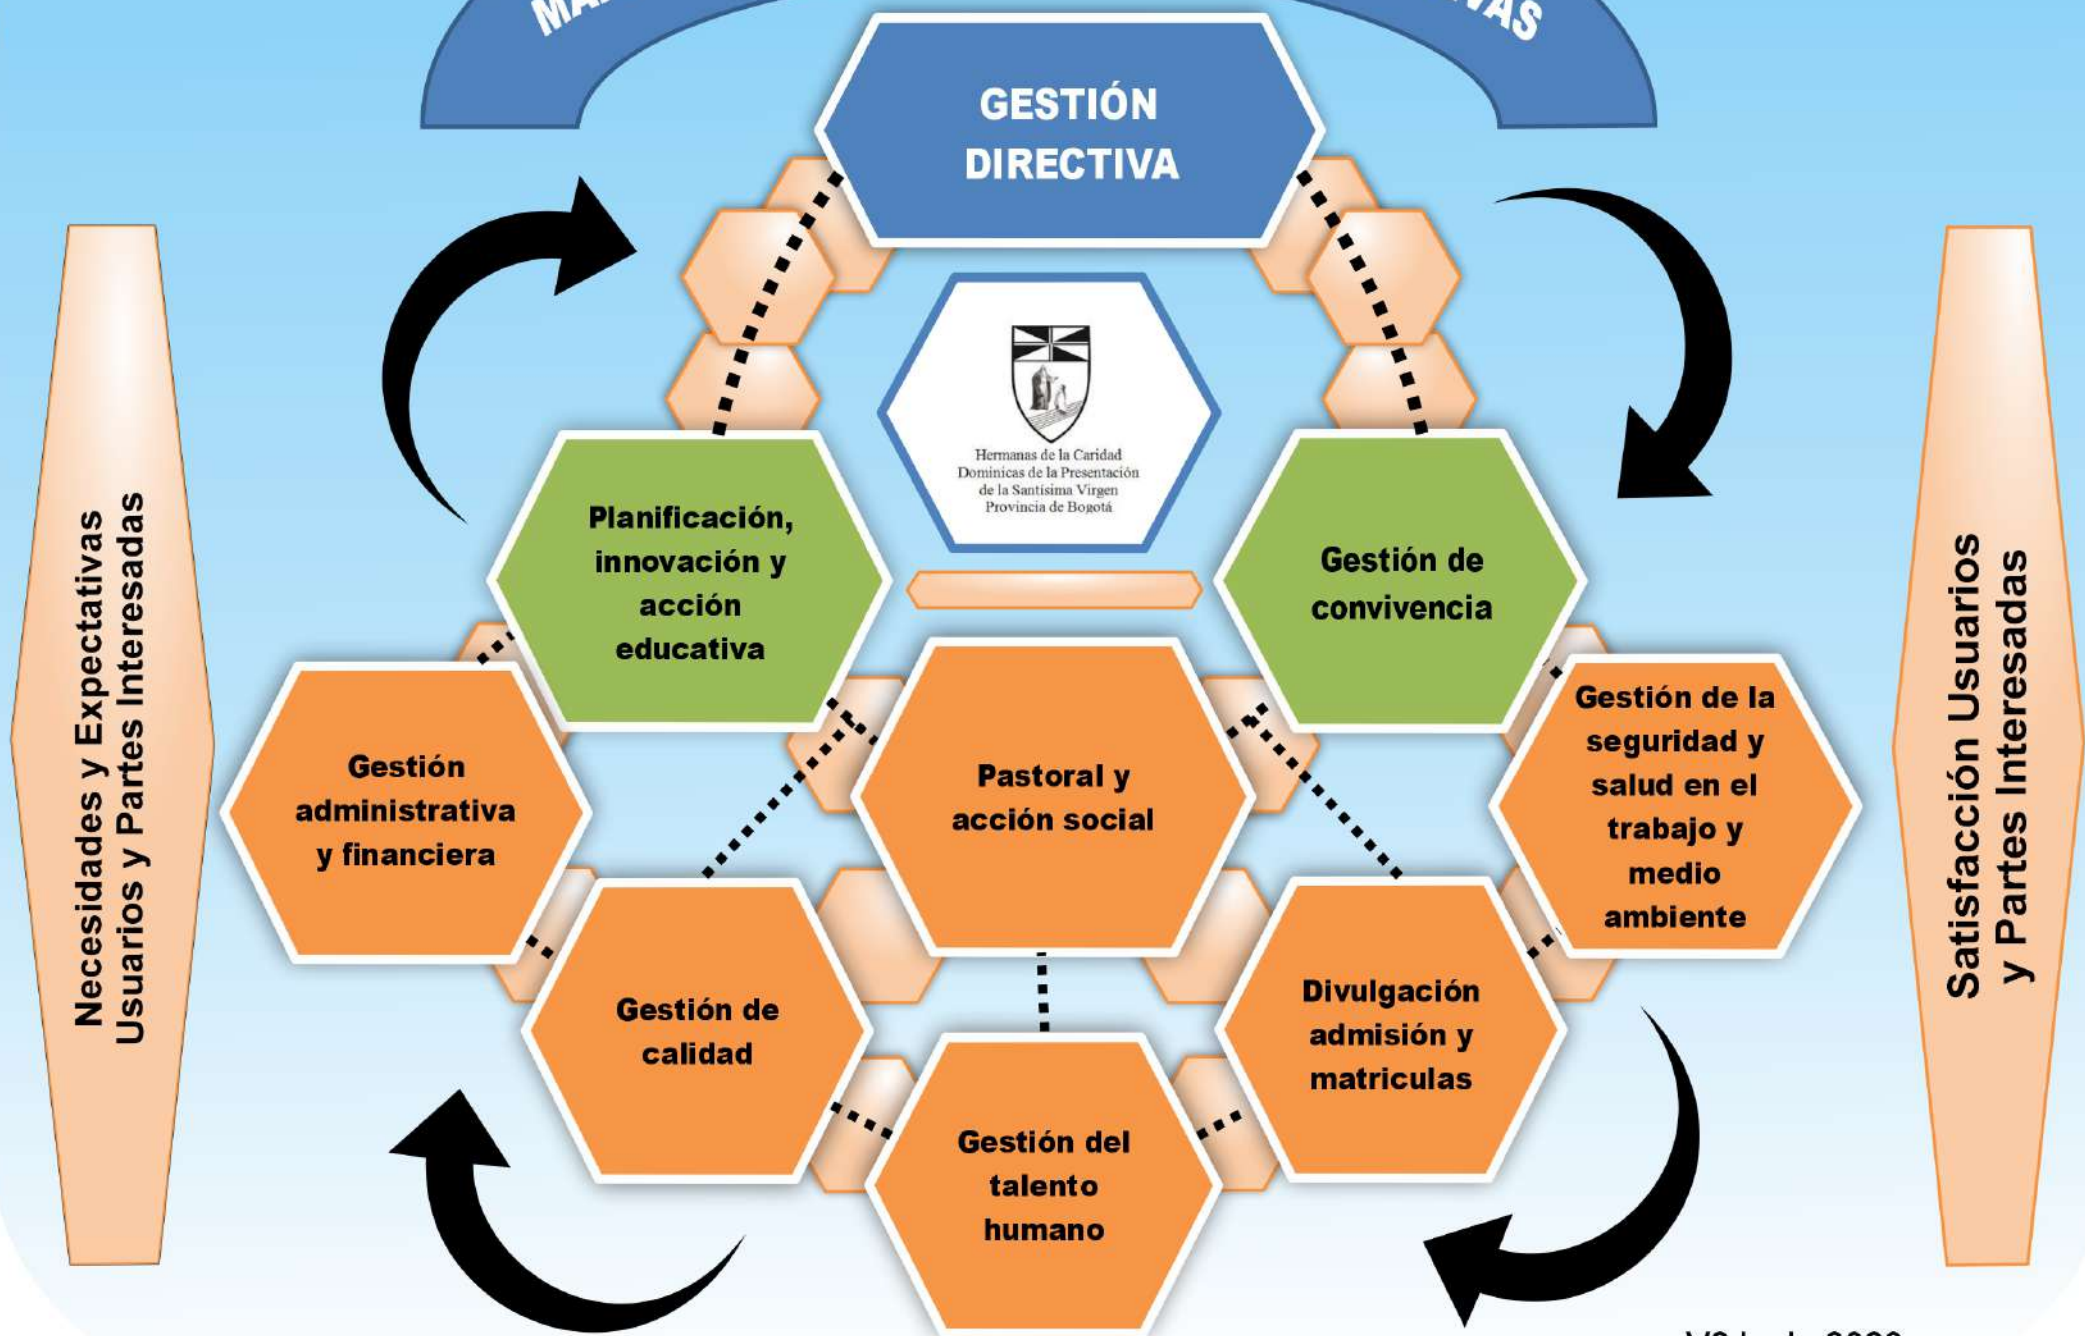 GESTIÓN
DIRECTIVA
Hermanas de la Caridad
Dominicas de la Presentación
de la Santísima Virgen
Provincia de Bogotá
Planificación,
innovación y
acción
educativa
Gestión de
convivencia
Necesidades y Expectativas
Usuarios y Partes Interesadas
Gestión
administrativa
y financiera
Pastoral y
acción social
Gestión de la
seguridad y
salud en el
trabajo y
medio
ambiente
Satisfacción Usuarios
y Partes Interesadas
Gestión de
calidad
Divulgación
admisión y
matriculas
Gestión del
talento
humano